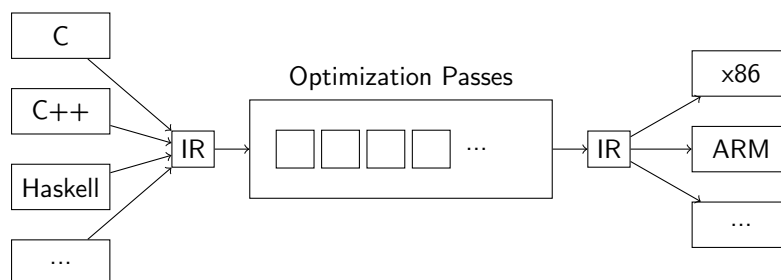 C
C++
Haskell
...
IR
Optimization Passes
...
IR
x86
ARM
...